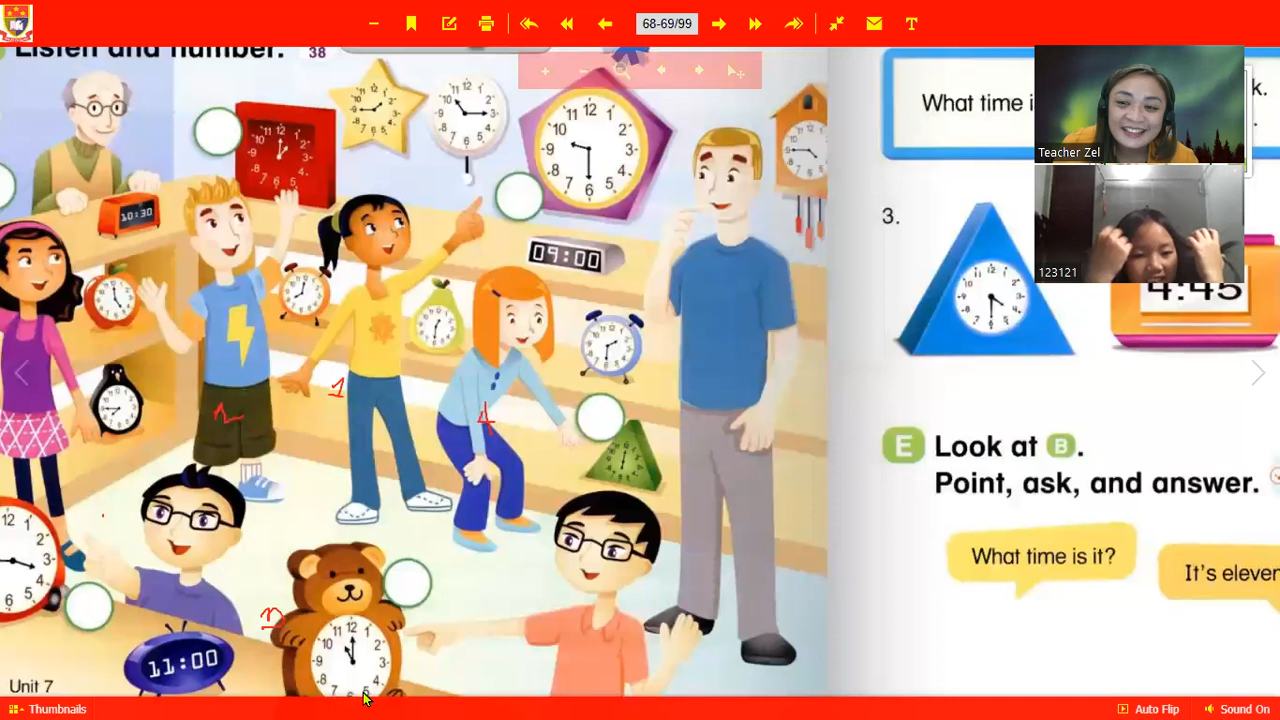 68-69/99
Listen and number. 38
What time i
k.
Teacher Zel
123121
3.
10:30
09:00
4:45
1
4
E Look at B.
Point, ask, and answer.
What time is it?
It's eleven
11:00
Unit 7
Thumbnails
Auto Flip
Sound On